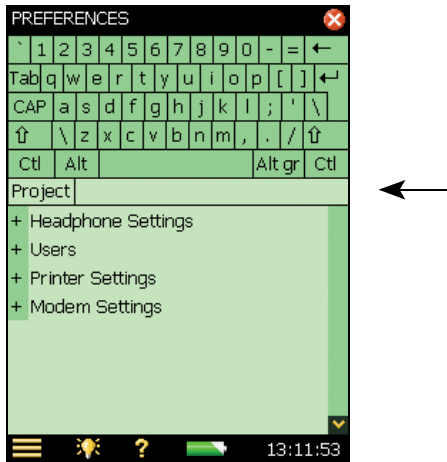 PREFERENCES
` 1 2 3 4 5 6 7 8 9 0 - = ←
Tab q w e r t y u i o p [ ] ↵
CAP a s d f g h j k l ; ' \
⇧ \ z x c v b n m , . / ⇧
Ctl Alt Alt gr Ctl
Project
+ Headphone Settings
+ Users
+ Printer Settings
+ Modem Settings
? 13:11:53